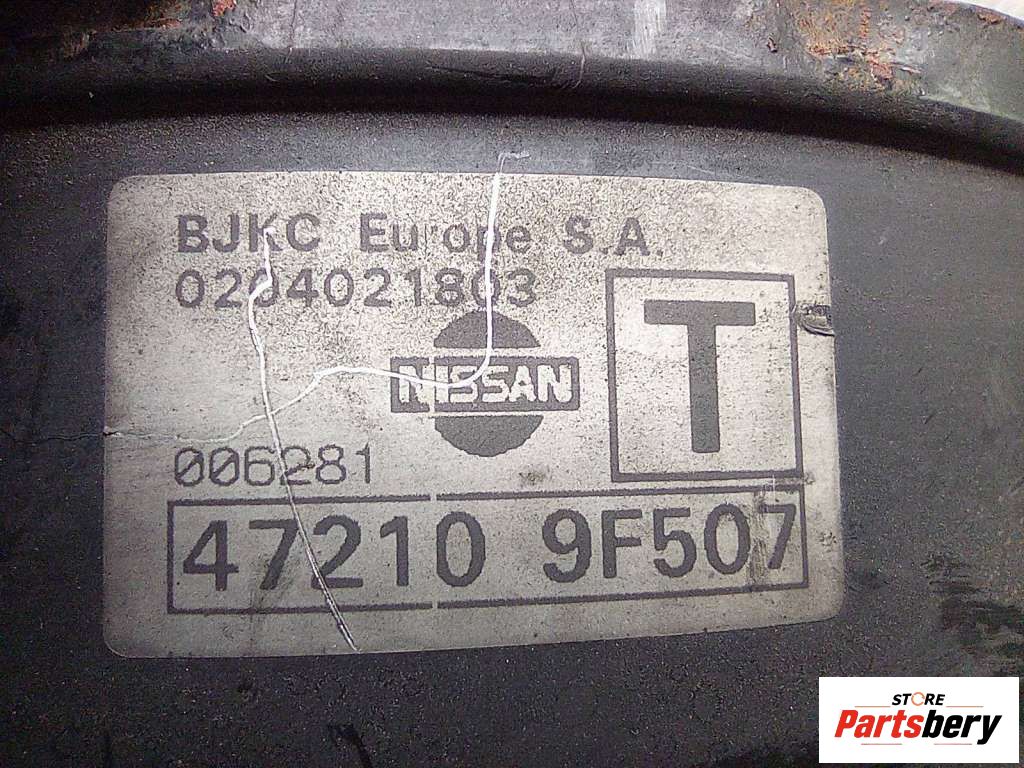 BJKC Europe S.A.
0204021803
T
NISSAN
006281
47210 9F507
STORE
Partsbery